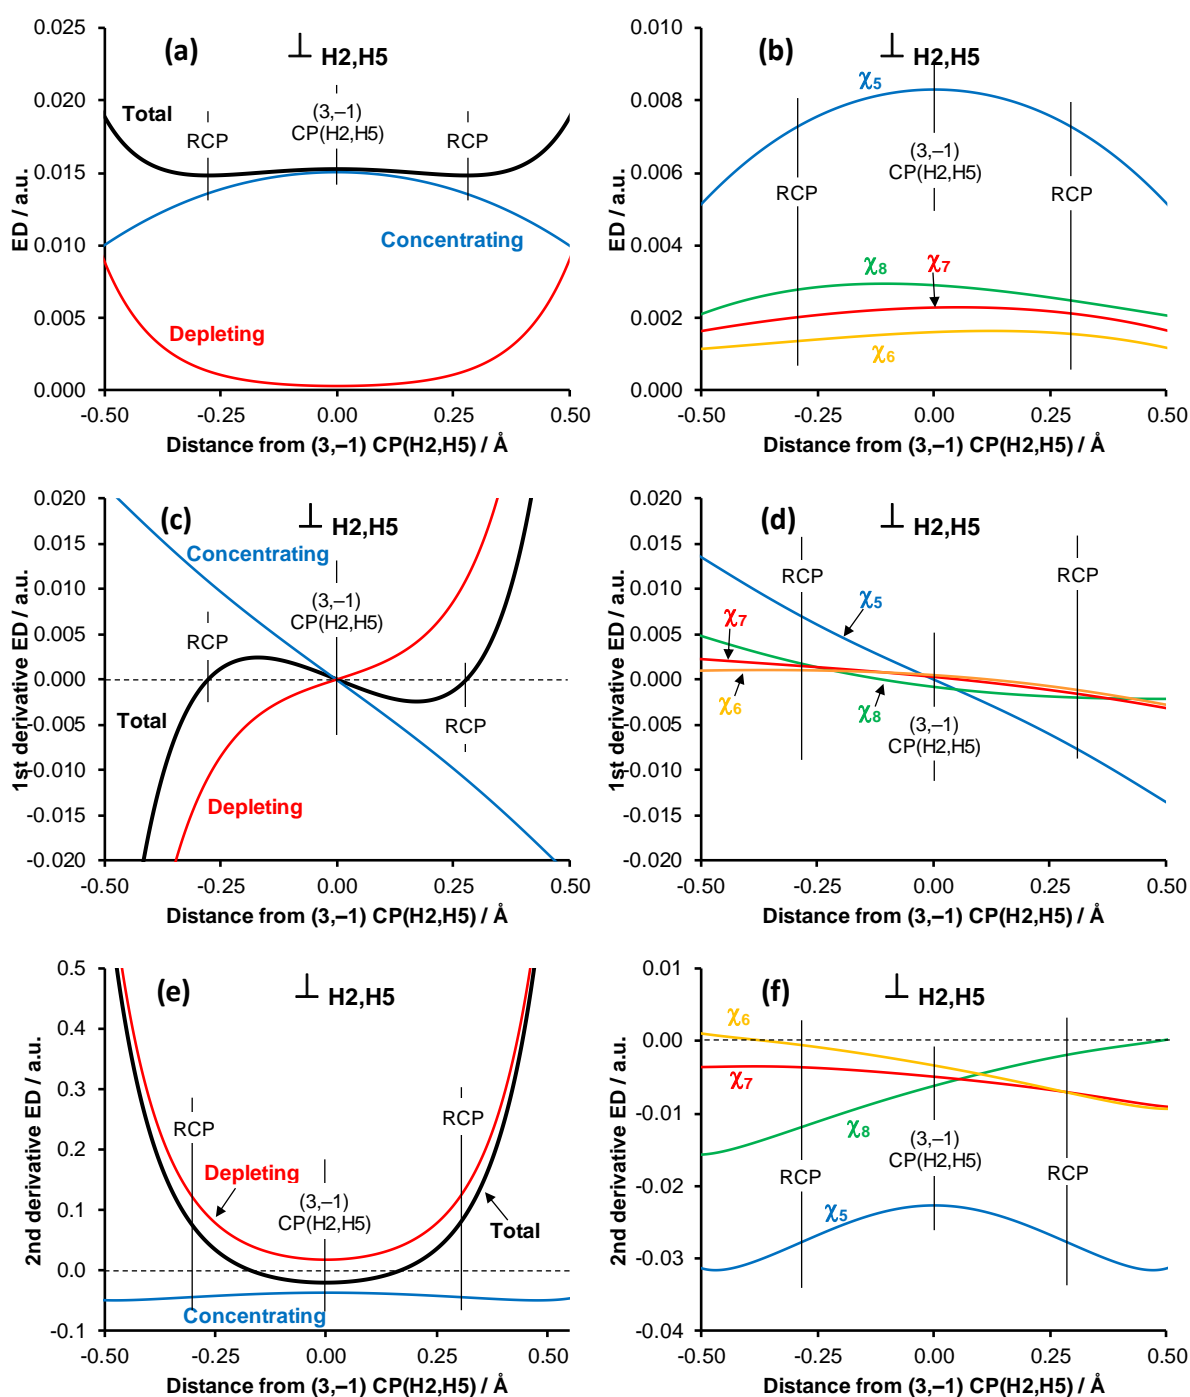 (a)
⊥ H2,H5
0.025
0.020
0.015
0.010
0.005
0.000
ED / a.u.
Total
RCP
(3,–1)
CP(H2,H5)
RCP
Concentrating
Depleting
-0.50
-0.25
0.00
0.25
0.50
Distance from (3,–1) CP(H2,H5) / Å
(b)
⊥ H2,H5
0.010
0.008
0.006
0.004
0.002
0.000
ED / a.u.
χ5
(3,–1)
CP(H2,H5)
RCP
RCP
χ8
χ7
χ6
-0.50
-0.25
0.00
0.25
0.50
Distance from (3,–1) CP(H2,H5) / Å
(c)
⊥ H2,H5
0.020
0.015
0.010
0.005
0.000
-0.005
-0.010
-0.015
-0.020
1st derivative ED / a.u.
Concentrating
(3,–1)
CP(H2,H5)
RCP
Total
RCP
Depleting
-0.50
-0.25
0.00
0.25
0.50
Distance from (3,–1) CP(H2,H5) / Å
(d)
⊥ H2,H5
0.020
0.015
0.010
0.005
0.000
-0.005
-0.010
-0.015
-0.020
1st derivative ED / a.u.
RCP
RCP
χ5
χ7
χ6
χ8
(3,–1)
CP(H2,H5)
-0.50
-0.25
0.00
0.25
0.50
Distance from (3,–1) CP(H2,H5) / Å
(e)
⊥ H2,H5
0.5
0.4
0.3
0.2
0.1
0.0
-0.1
2nd derivative ED / a.u.
RCP
RCP
Depleting
(3,–1)
CP(H2,H5)
Total
Concentrating
-0.50
-0.25
0.00
0.25
0.50
Distance from (3,–1) CP(H2,H5) / Å
(f)
⊥ H2,H5
0.01
0.00
-0.01
-0.02
-0.03
-0.04
2nd derivative ED / a.u.
χ6
χ7
χ8
(3,–1)
CP(H2,H5)
RCP
RCP
χ5
-0.50
-0.25
0.00
0.25
0.50
Distance from (3,–1) CP(H2,H5) / Å